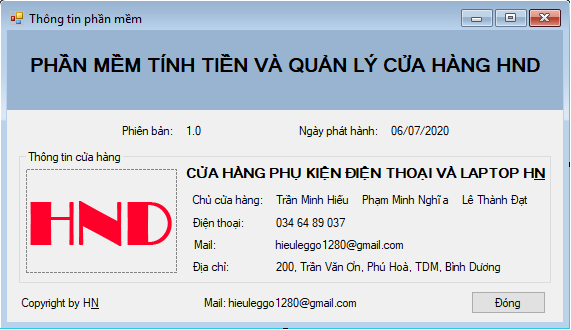 Thông tin phần mềm
PHẦN MỀM TÍNH TIỀN VÀ QUẢN LÝ CỬA HÀNG HND
Phiên bản: 1.0 Ngày phát hành: 06/07/2020
Thông tin cửa hàng
HND
CỬA HÀNG PHỤ KIỆN ĐIỆN THOẠI VÀ LAPTOP HN
Chủ cửa hàng: Trần Minh Hiếu Phạm Minh Nghĩa Lê Thành Đạt
Điện thoại: 034 64 89 037
Mail: hieuleggo1280@gmail.com
Địa chỉ: 200, Trần Văn Ơn, Phú Hoà, TDM, Bình Dương
Copyright by HN Mail: hieuleggo1280@gmail.com Đóng